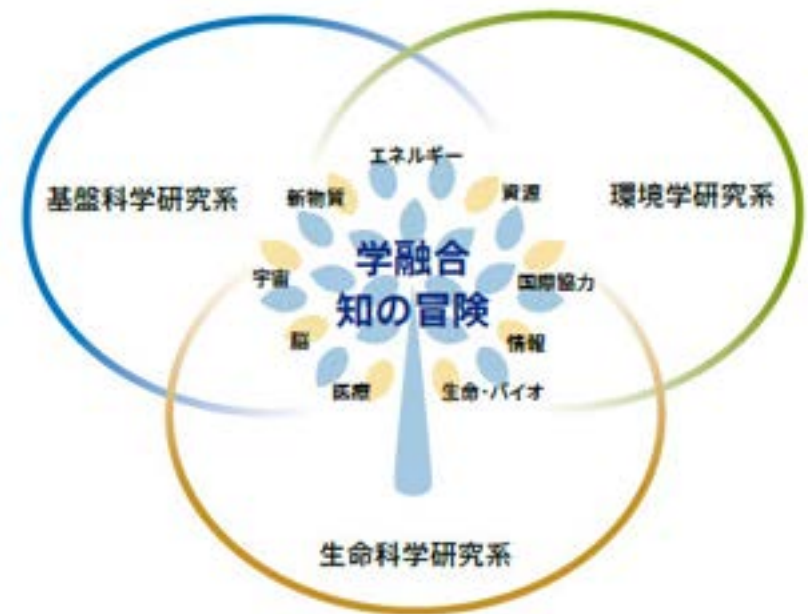 エネルギー
新物質
資源
基盤科学研究系
環境学研究系
学融合
知の冒険
宇宙
国際協力
脳
情報
医療
生命・バイオ
生命科学研究系